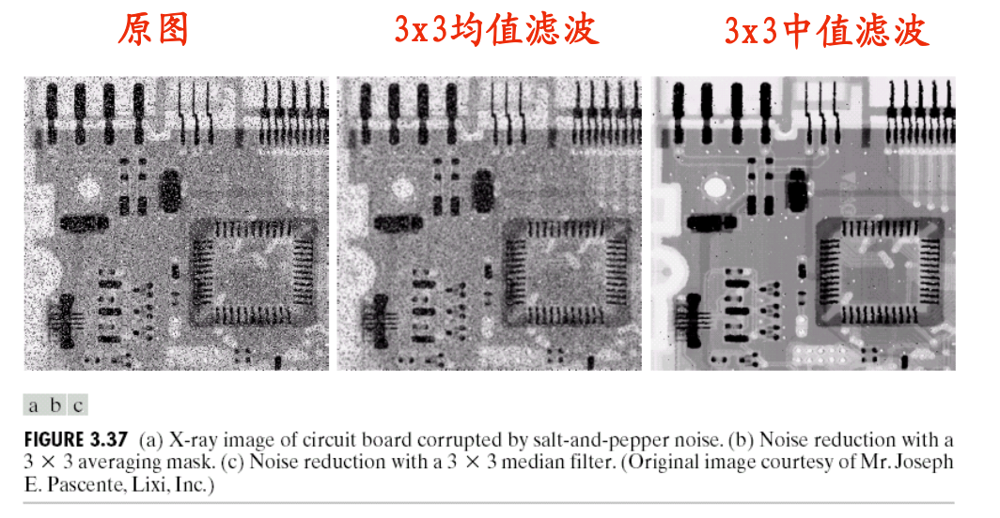 原图 3x3均值滤波 3x3中值滤波
a b c
FIGURE 3.37 (a) X-ray image of circuit board corrupted by salt-and-pepper noise. (b) Noise reduction with a
3 × 3 averaging mask. (c) Noise reduction with a 3 × 3 median filter. (Original image courtesy of Mr. Joseph
E. Pascente, Lixi, Inc.)